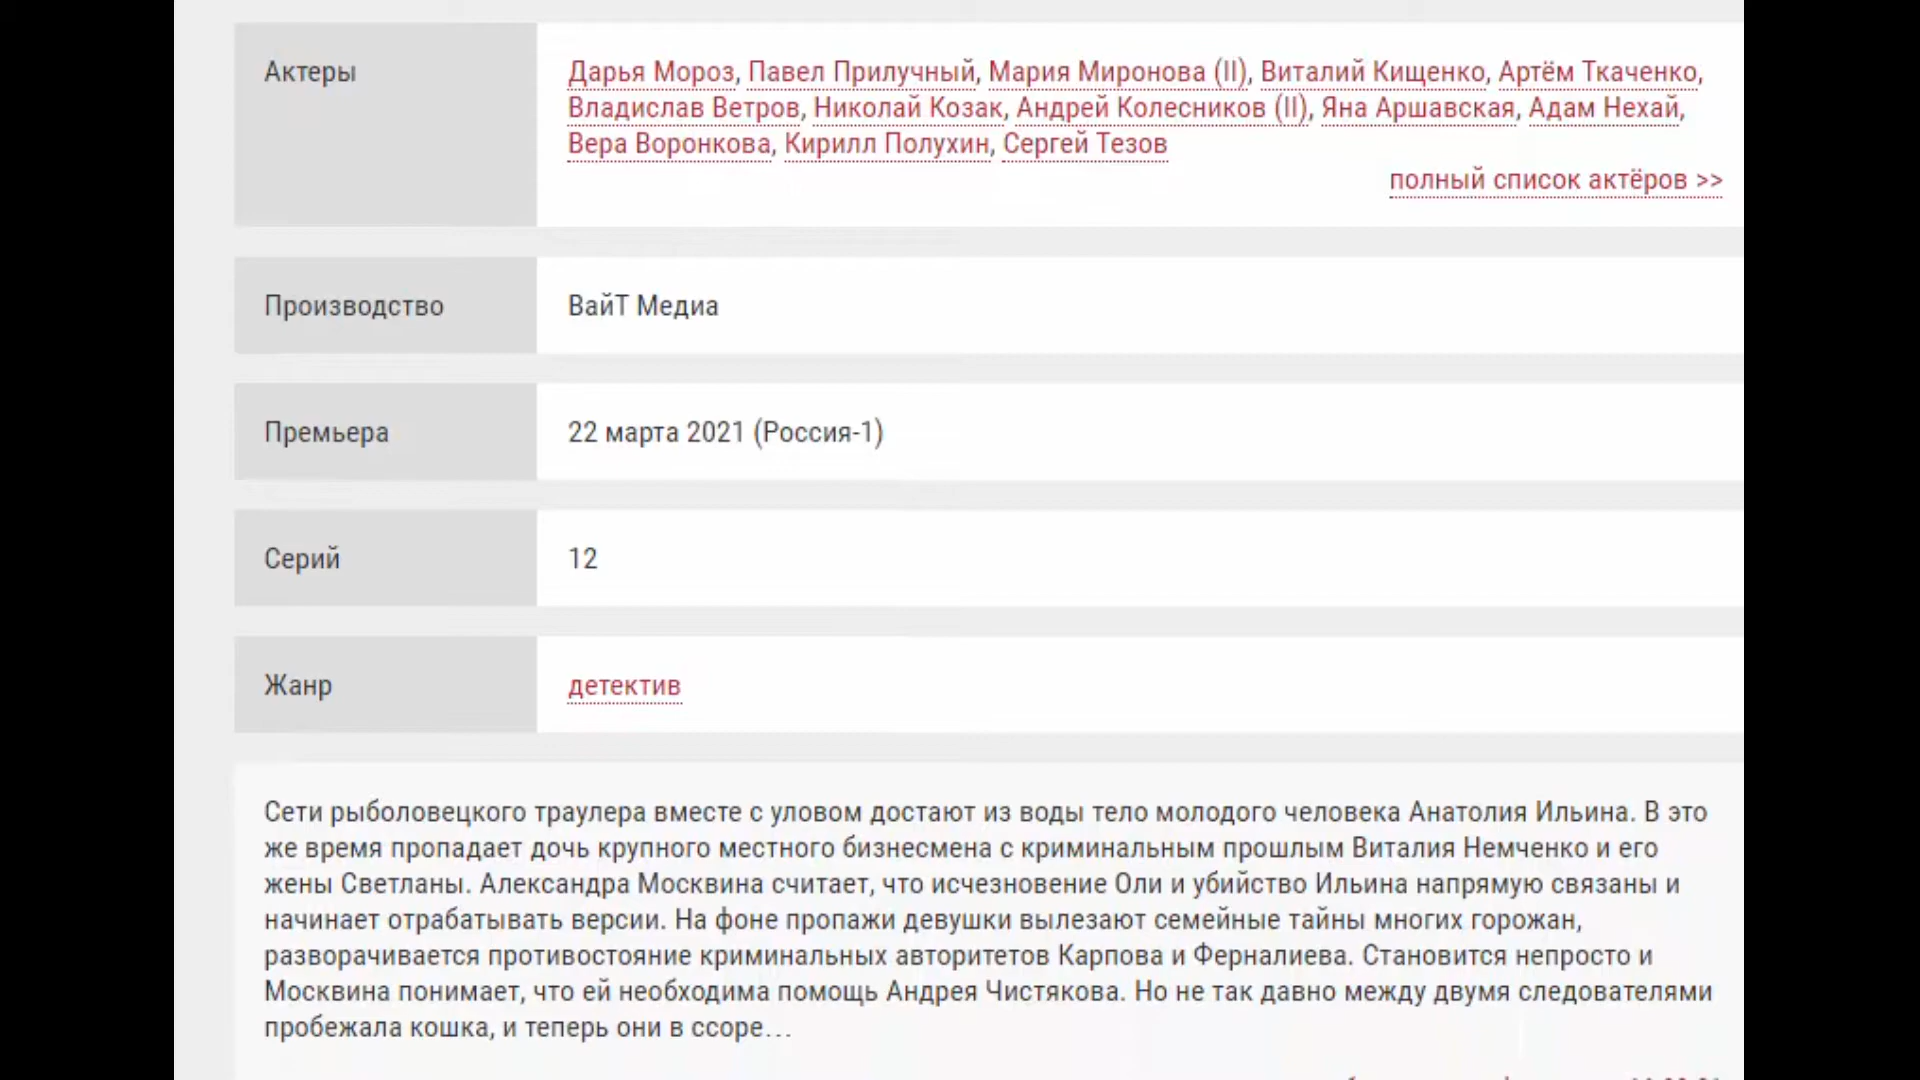 Актеры
Дарья Мороз, Павел Прилучный, Мария Миронова (II), Виталий Кищенко, Артём Ткаченко,
Владислав Ветров, Николай Козак, Андрей Колесников (II), Яна Аршавская, Адам Нехай,
Вера Воронкова, Кирилл Полухин, Сергей Тезов
полный список актёров >>
Производство
ВайТ Медиа
Премьера
22 марта 2021 (Россия-1)
Серий
12
Жанр
детектив
Сети рыболовецкого траулера вместе с уловом достают из воды тело молодого человека Анатолия Ильина. В это
же время пропадает дочь крупного местного бизнесмена с криминальным прошлым Виталия Немченко и его
жены Светланы. Александра Москвина считает, что исчезновение Оли и убийство Ильина напрямую связаны и
начинает отрабатывать версии. На фоне пропажи девушки вылезают семейные тайны многих горожан,
разворачивается противостояние криминальных авторитетов Карпова и Ферналиева. Становится непросто и
Москвина понимает, что ей необходима помощь Андрея Чистякова. Но не так давно между двумя следователями
пробежала кошка, и теперь они в ссоре…